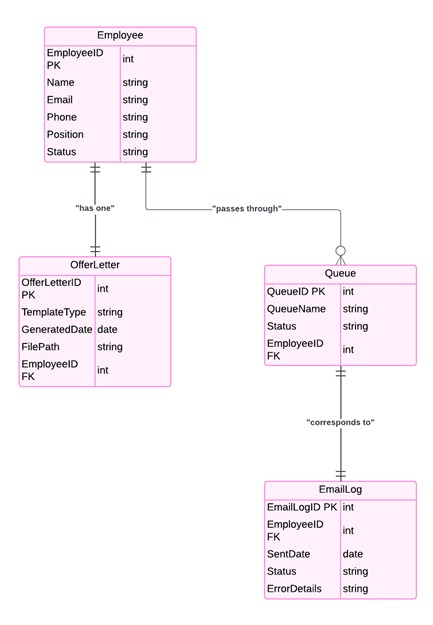 Employee
EmployeeID
PK
int
Name string
Email string
Phone string
Position string
Status string
"has one"
"passes through"
OfferLetter
OfferLetterID
PK
int
TemplateType string
GeneratedDate date
FilePath string
EmployeeID
FK
int
Queue
QueueID PK int
QueueName string
Status string
EmployeeID
FK
int
"corresponds to"
EmailLog
EmailLogID PK int
EmployeeID
FK
int
SentDate date
Status string
ErrorDetails string